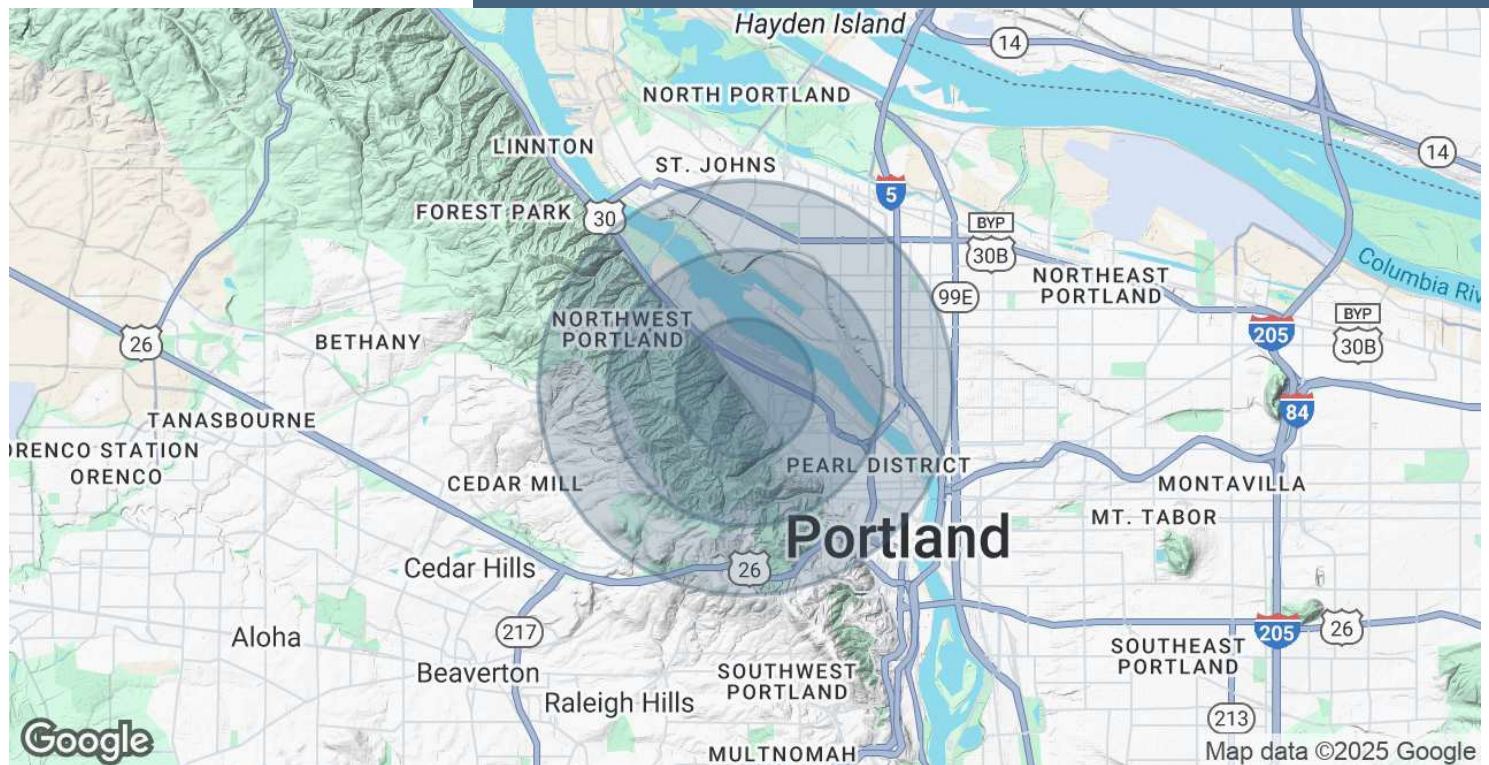 Hayden Island
14
NORTH PORTLAND
LINNTON
ST. JOHNS
14
5
FOREST PARK
30
BYP
30B
NORTHEAST
PORTLAND
Columbia Riv
99E
NORTHWEST
PORTLAND
205
BYP
30B
26
BETHANY
TANASBOURNE
84
ORENCO STATION
ORENCO
CEDAR MILL
PEARL DISTRICT
MONTAVILLA
MT. TABOR
Portland
Cedar Hills
26
Aloha
217
205
26
Beaverton
SOUTHWEST
PORTLAND
SOUTHEAST
PORTLAND
Raleigh Hills
213
Google
MULTNOMAH
Map data ©2025 Google